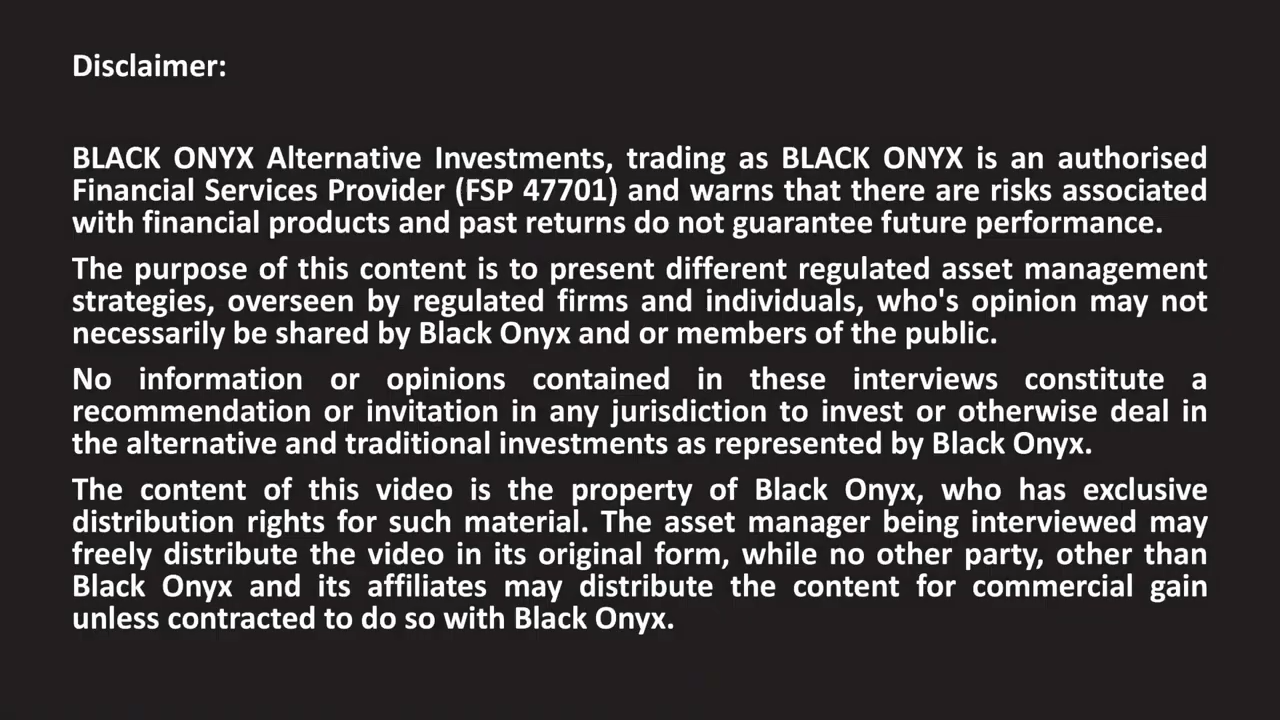 Disclaimer:
BLACK ONYX Alternative Investments, trading as BLACK ONYX is an authorised
Financial Services Provider (FSP 47701) and warns that there are risks associated
with financial products and past returns do not guarantee future performance.
The purpose of this content is to present different regulated asset management
strategies, overseen by regulated firms and individuals, who's opinion may not
necessarily be shared by Black Onyx and or members of the public.
No information or opinions contained in these interviews constitute a
recommendation or invitation in any jurisdiction to invest or otherwise deal in
the alternative and traditional investments as represented by Black Onyx.
The content of this video is the property of Black Onyx, who has exclusive
distribution rights for such material. The asset manager being interviewed may
freely distribute the video in its original form, while no other party, other than
Black Onyx and its affiliates may distribute the content for commercial gain
unless contracted to do so with Black Onyx.